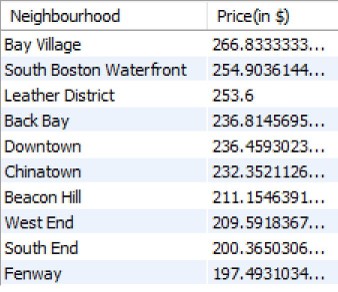 Neighbourhood Price(in $)
Bay Village 266.8333333...
South Boston Waterfront 254.9036144...
Leather District 253.6
Back Bay 236.8145695...
Downtown 236.4593023...
Chinatown 232.3521126...
Beacon Hill 211.1546391...
West End 209.5918367...
South End 200.3650306...
Fenway 197.4931034...